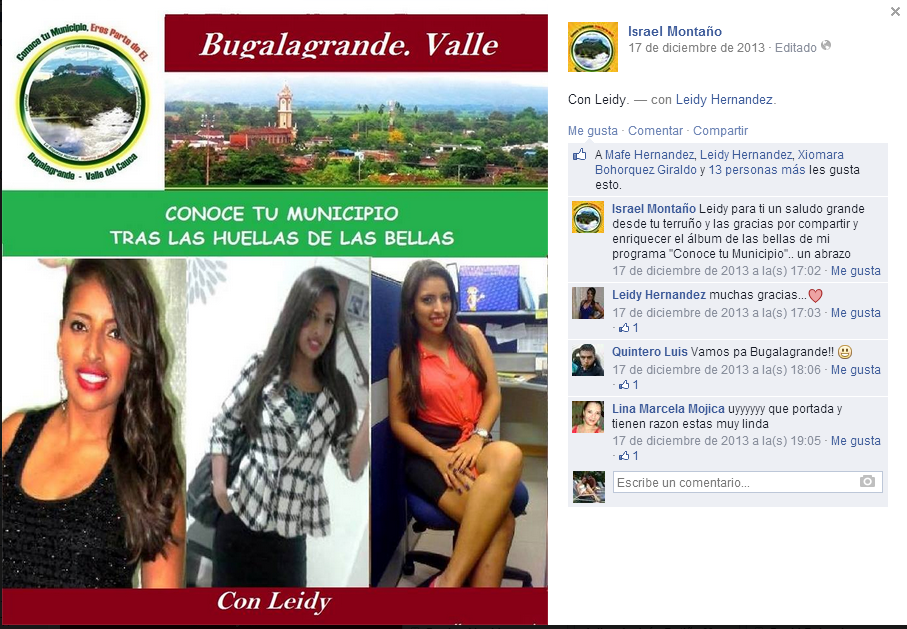 Conoce tu Municipio, Eres Parte de El.
Bugalagrande - Valle del Cauca
Bugalagrande. Valle
CONOCE TU MUNICIPIO
TRAS LAS HUELLAS DE LAS BELLAS
Con Leidy
Israel Montaño
17 de diciembre de 2013 · Editado
Con Leidy. — con Leidy Hernandez.
Me gusta · Comentar · Compartir
A Mafe Hernandez, Leidy Hernandez, Xiomara
Bohorquez Giraldo y 13 personas más les gusta
esto.
Israel Montaño Leidy para ti un saludo grande
desde tu terruño y las gracias por compartir y
enriquecer el álbum de las bellas de mi
programa "Conoce tu Municipio".. un abrazo
17 de diciembre de 2013 a la(s) 17:02 · Me gusta
Leidy Hernandez muchas gracias...
17 de diciembre de 2013 a la(s) 17:03 · Me gusta
· 1
Quintero Luis Vamos pa Bugalagrande!!
17 de diciembre de 2013 a la(s) 18:06 · Me gusta
· 1
Lina Marcela Mojica uyyyyyy que portada y
tienen razon estas muy linda
17 de diciembre de 2013 a la(s) 19:05 · Me gusta
· 1
Escribe un comentario...